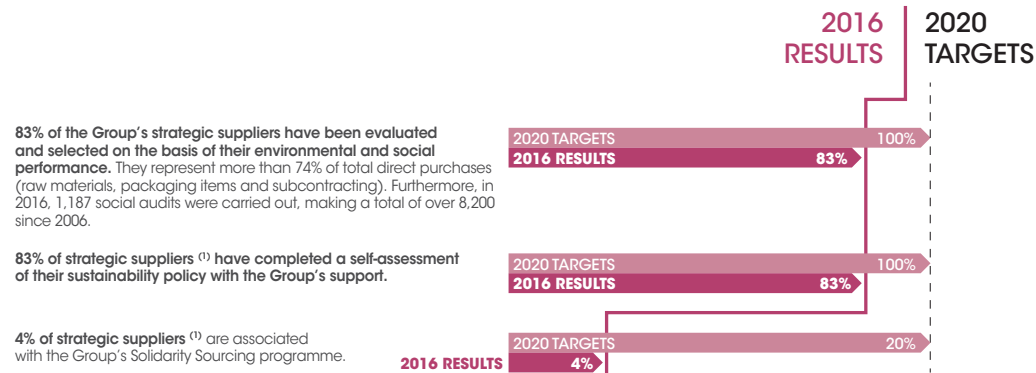 2016
RESULTS
2020
TARGETS
83% of the Group's strategic suppliers have been evaluated
and selected on the basis of their environmental and social
performance. They represent more than 74% of total direct purchases
(raw materials, packaging items and subcontracting). Furthermore, in
2016, 1,187 social audits were carried out, making a total of over 8,200
since 2006.
2020 TARGETS 100%
2016 RESULTS 83%
83% of strategic suppliers (1) have completed a self-assessment
of their sustainability policy with the Group's support.
2020 TARGETS 100%
2016 RESULTS 83%
4% of strategic suppliers (1) are associated
with the Group's Solidarity Sourcing programme.
2020 TARGETS 20%
2016 RESULTS 4%